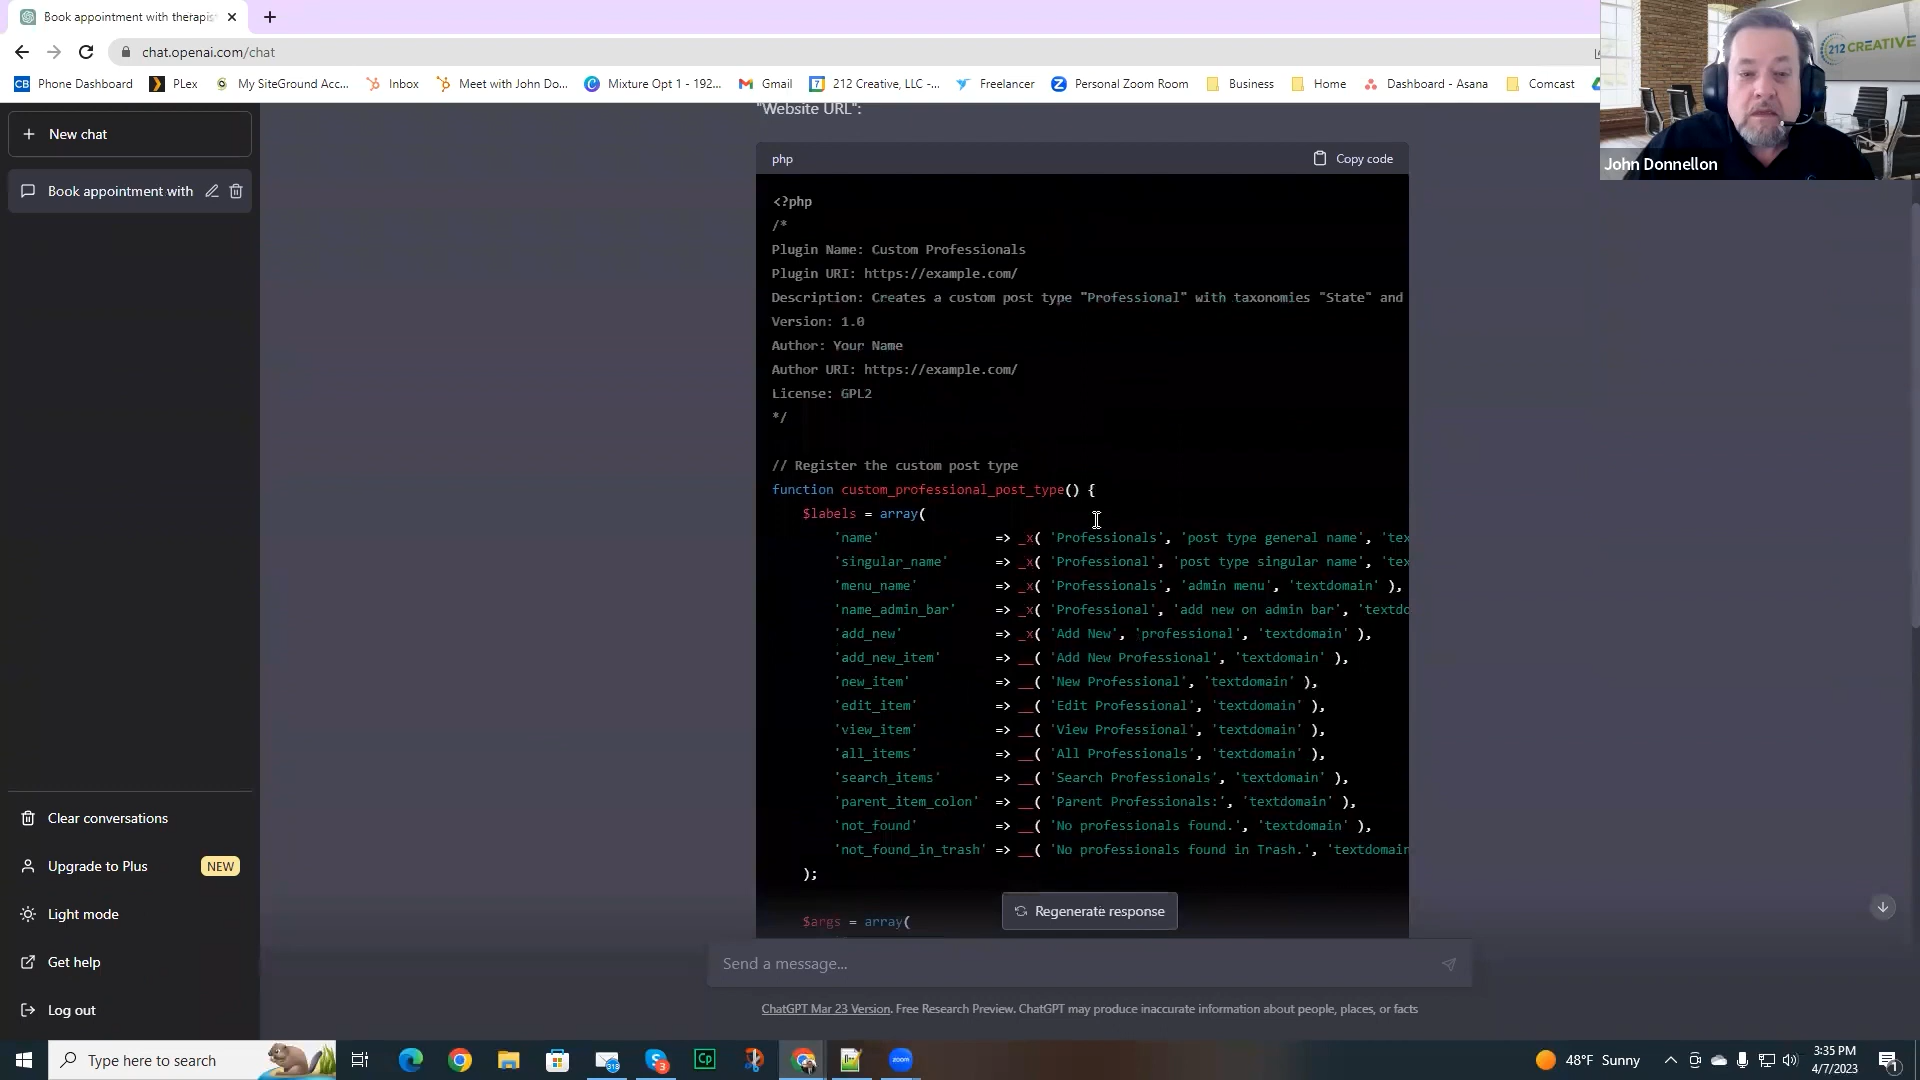 Book appointment with therapis
chat.openai.com/chat
CB Phone Dashboard
PLex
My SiteGround Acc...
Inbox
Meet with John Do...
Mixture Opt 1 - 192...
Gmail
212 Creative, LLC -...
Freelancer
Personal Zoom Room
Business
Home
Dashboard - Asana
Comcast
212 CREATIVE
John Donnellon
New chat
Book appointment with
"Website URL":
php
Copy code
<?php
/*
Plugin Name: Custom Professionals
Plugin URI: https://example.com/
Description: Creates a custom post type "Professional" with taxonomies "State" and
Version: 1.0
Author: Your Name
Author URI: https://example.com/
License: GPL2
*/
// Register the custom post type
function custom_professional_post_type() {
$labels = array(
'name' => _x( 'Professionals', 'post type general name', 'tex
'singular_name' => _x( 'Professional', 'post type singular name', 'tex
'menu_name' => _x( 'Professionals', 'admin menu', 'textdomain' ),
'name_admin_bar' => _x( 'Professional', 'add new on admin bar', 'textdo
'add_new' => _x( 'Add New', 'professional', 'textdomain' ),
'add_new_item' => __( 'Add New Professional', 'textdomain' ),
'new_item' => __( 'New Professional', 'textdomain' ),
'edit_item' => __( 'Edit Professional', 'textdomain' ),
'view_item' => __( 'View Professional', 'textdomain' ),
'all_items' => __( 'All Professionals', 'textdomain' ),
'search_items' => __( 'Search Professionals', 'textdomain' ),
'parent_item_colon' => __( 'Parent Professionals:', 'textdomain' ),
'not_found' => __( 'No professionals found.', 'textdomain' ),
'not_found_in_trash' => __( 'No professionals found in Trash.', 'textdomain
);
$args = array(
Regenerate response
Send a message...
ChatGPT Mar 23 Version. Free Research Preview. ChatGPT may produce inaccurate information about people, places, or facts
Clear conversations
Upgrade to Plus NEW
Light mode
Get help
Log out
Type here to search
318
3
Cp
zoom
48°F Sunny
3:35 PM
4/7/2023
1